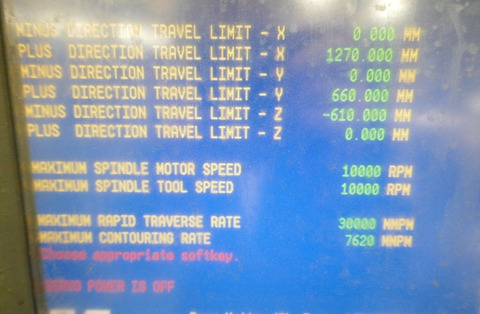 MINUS DIRECTION TRAVEL LIMIT - X 0.000 MM
PLUS DIRECTION TRAVEL LIMIT - X 1270.000 MM
MINUS DIRECTION TRAVEL LIMIT - Y 0.000 MM
PLUS DIRECTION TRAVEL LIMIT - Y 660.000 MM
MINUS DIRECTION TRAVEL LIMIT - Z -610.000 MM
PLUS DIRECTION TRAVEL LIMIT - Z 0.000 MM
MAXIMUM SPINDLE MOTOR SPEED 10000 RPM
MAXIMUM SPINDLE TOOL SPEED 10000 RPM
MAXIMUM RAPID TRAVERSE RATE 30000 MMPM
MAXIMUM CONTOURING RATE 7620 MMPM
Choose appropriate softkey.
SERVO POWER IS OFF